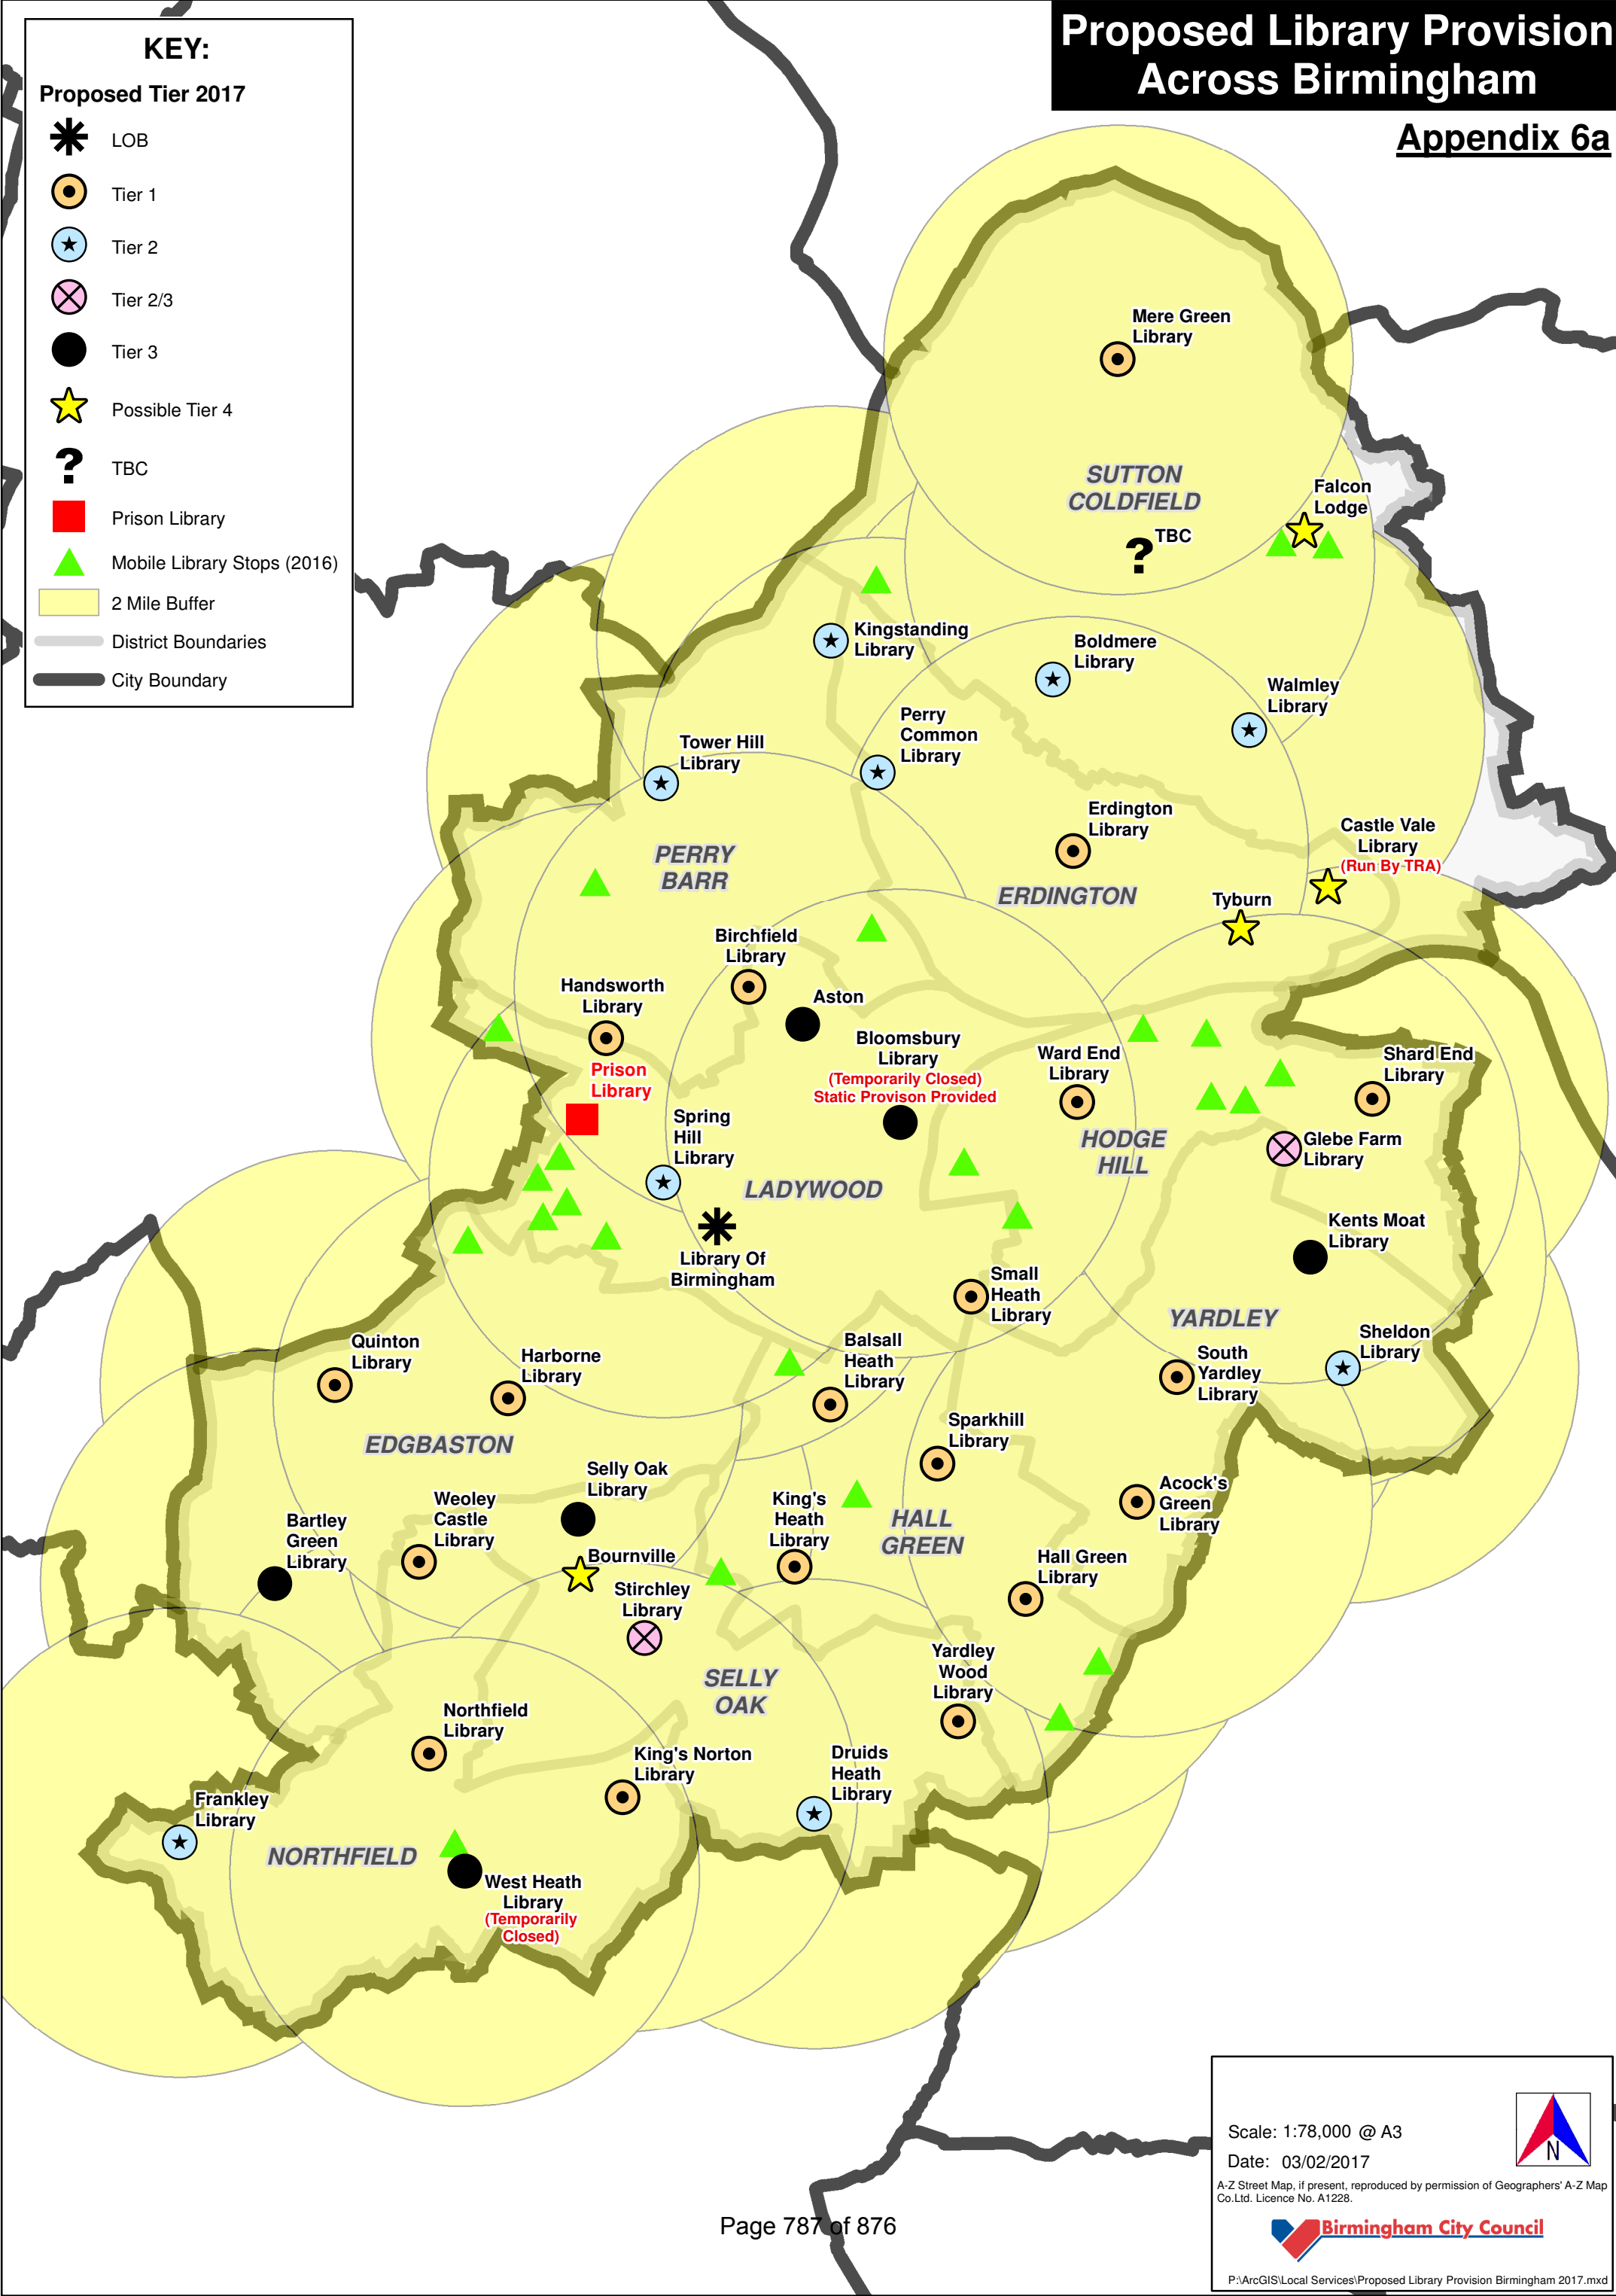 Proposed Library Provision
Across Birmingham
Appendix 6a
KEY:
Proposed Tier 2017
LOB
Tier 1
Tier 2
Tier 2/3
Tier 3
Possible Tier 4
?
TBC
Prison Library
Mobile Library Stops (2016)
2 Mile Buffer
District Boundaries
City Boundary
Mere Green
Library
SUTTON
COLDFIELD
Falcon
Lodge
?
TBC
Kingstanding
Library
Boldmere
Library
Walmley
Library
Perry
Common
Library
Tower Hill
Library
Erdington
Library
Castle Vale
Library
(Run By TRA)
PERRY
BARR
ERDINGTON
Tyburn
Birchfield
Library
Handsworth
Library
Aston
Bloomsbury
Library
(Temporarily Closed)
Static Provison Provided
Ward End
Library
Shard End
Library
Prison
Library
Spring
Hill
Library
HODGE
HILL
Glebe Farm
Library
LADYWOOD
Kents Moat
Library
Library Of
Birmingham
Small
Heath
Library
YARDLEY
Quinton
Library
Harborne
Library
Balsall
Heath
Library
South
Yardley
Library
Sheldon
Library
EDGBASTON
Sparkhill
Library
Selly Oak
Library
Weoley
Castle
Library
King's
Heath
Library
Acock's
Green
Library
Bartley
Green
Library
HALL
GREEN
Bournville
Hall Green
Library
Stirchley
Library
SELLY
OAK
Yardley
Wood
Library
Northfield
Library
King's Norton
Library
Druids
Heath
Library
Frankley
Library
NORTHFIELD
West Heath
Library
(Temporarily
Closed)
Scale: 1:78,000 @ A3
Date: 03/02/2017
N
A-Z Street Map, if present, reproduced by permission of Geographers' A-Z Map
Co.Ltd. Licence No. A1228.
Birmingham City Council
P:\ArcGIS\Local Services\Proposed Library Provision Birmingham 2017.mxd
Page 787 of 876